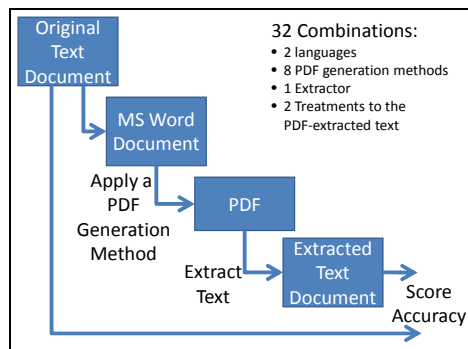 Original
Text
Document
32 Combinations:
• 2 languages
• 8 PDF generation methods
• 1 Extractor
• 2 Treatments to the
PDF-extracted text
MS Word
Document
Apply a
PDF
Generation
Method
PDF
Extract
Text
Extracted
Text
Document
Score
Accuracy